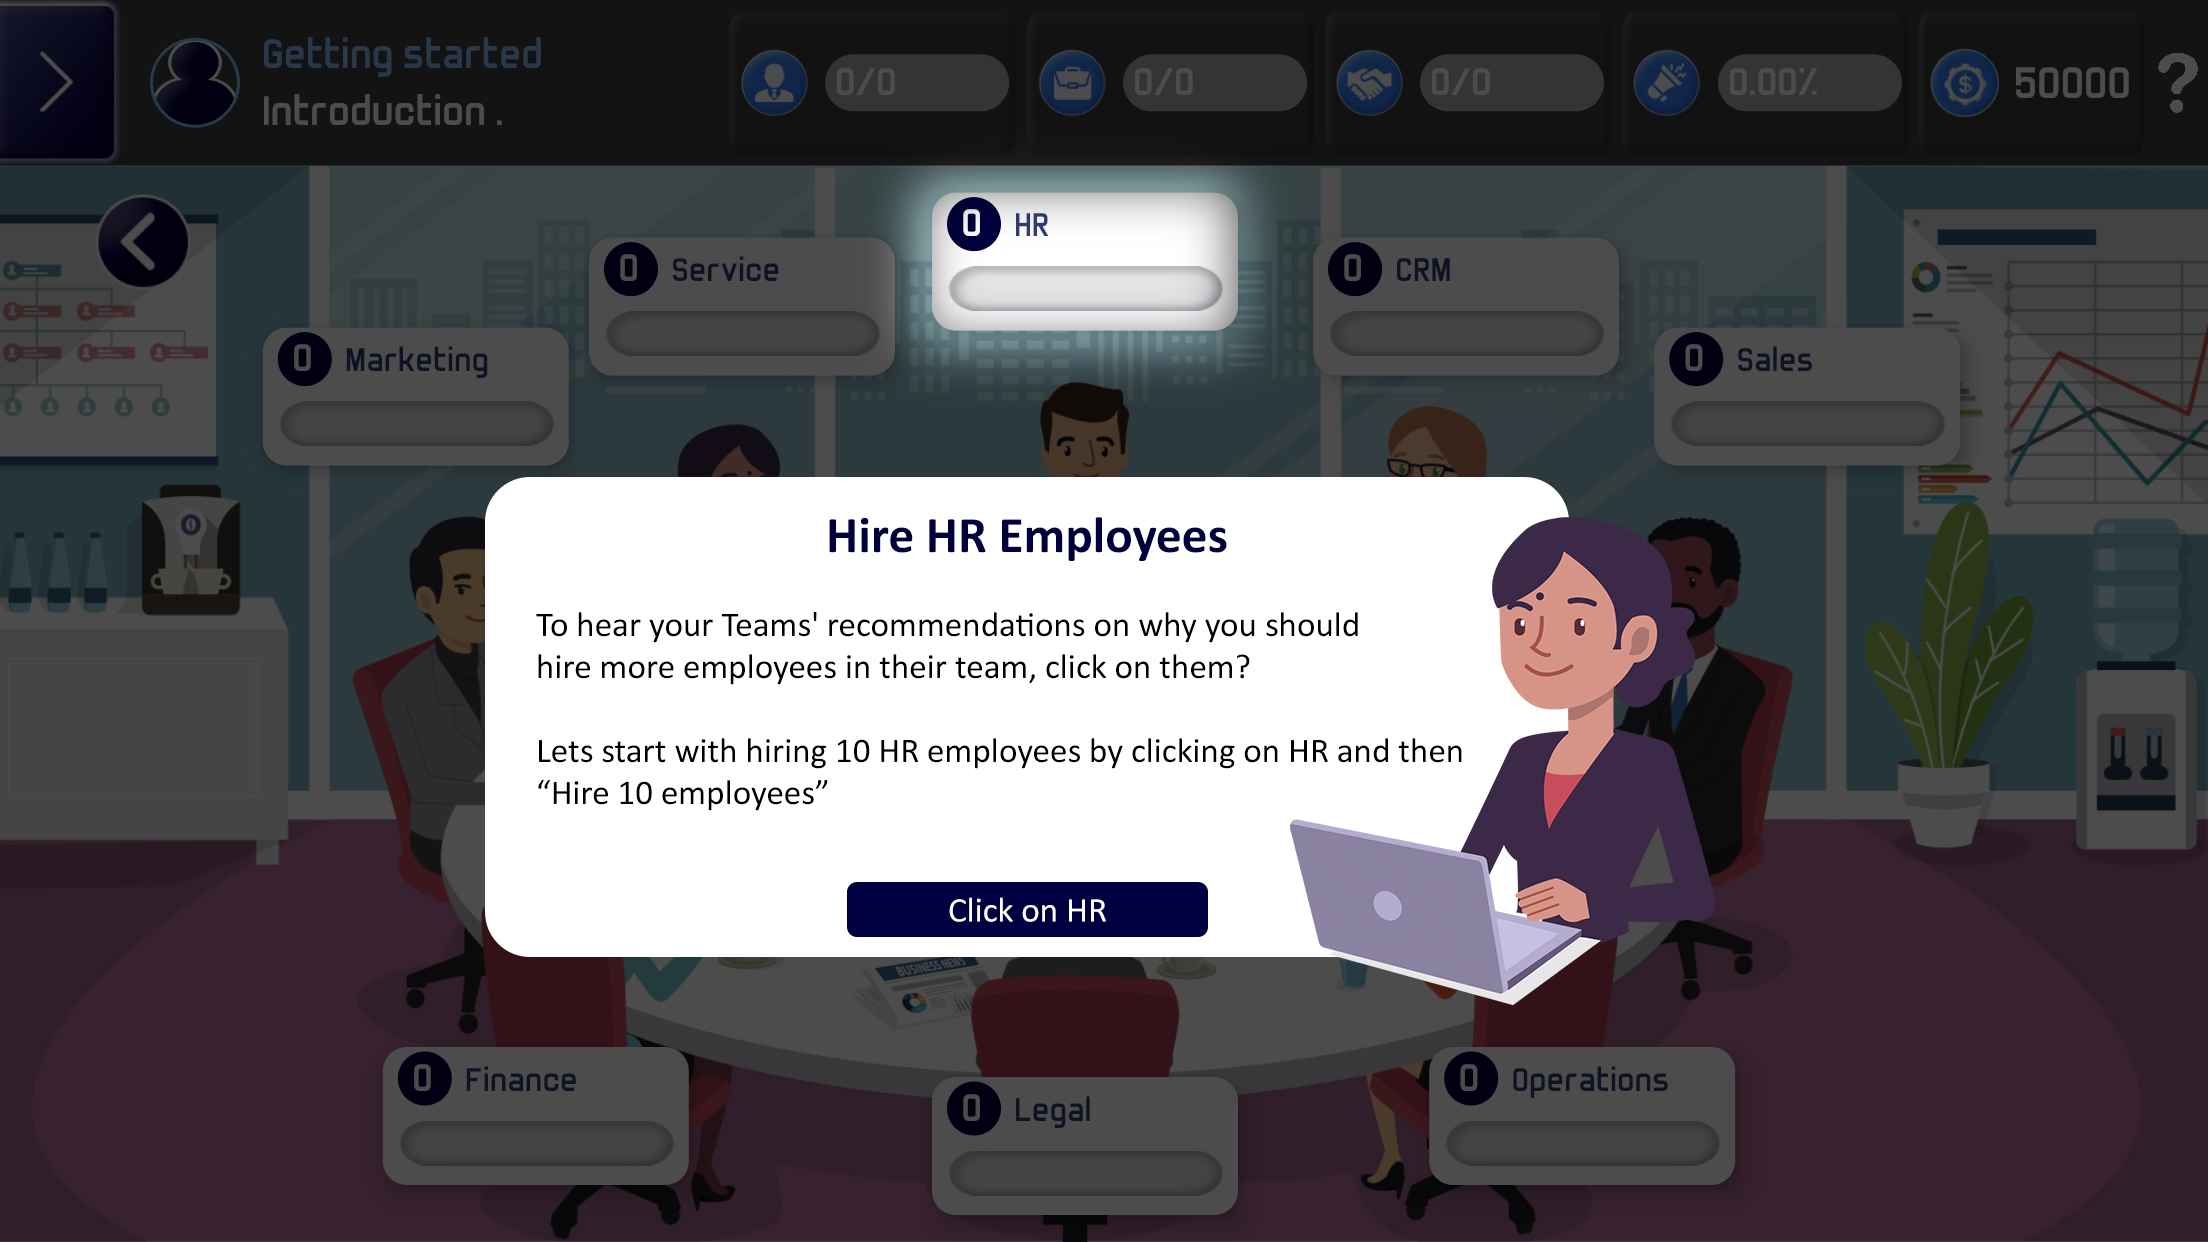 Getting started
Introduction .
0/0
0/0
0/0
0.00%
50000
?
0 HR
0 Service
0 CRM
0 Marketing
0 Sales
Hire HR Employees
To hear your Teams' recommendations on why you should
hire more employees in their team, click on them?
Lets start with hiring 10 HR employees by clicking on HR and then
“Hire 10 employees”
Click on HR
BUSINESS NEWS
0 Finance
0 Legal
0 Operations